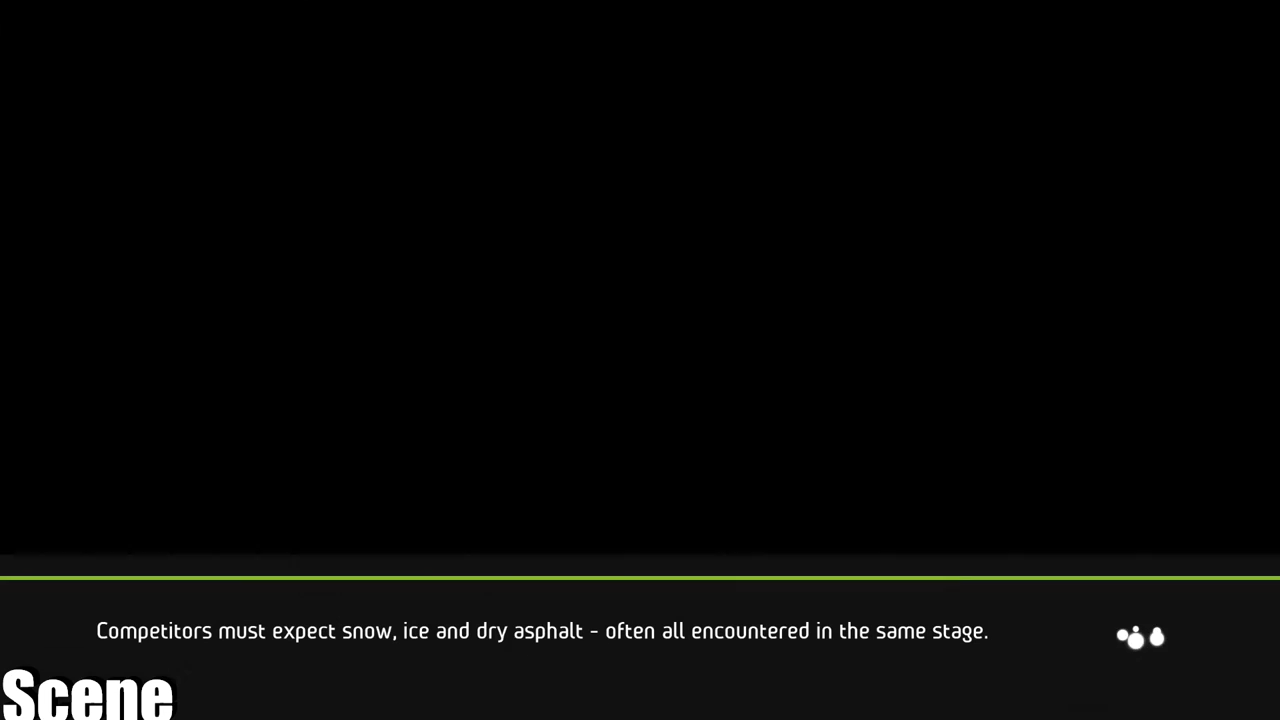 Competitors must expect snow, ice and dry asphalt - often all encountered in the same stage.
Scene